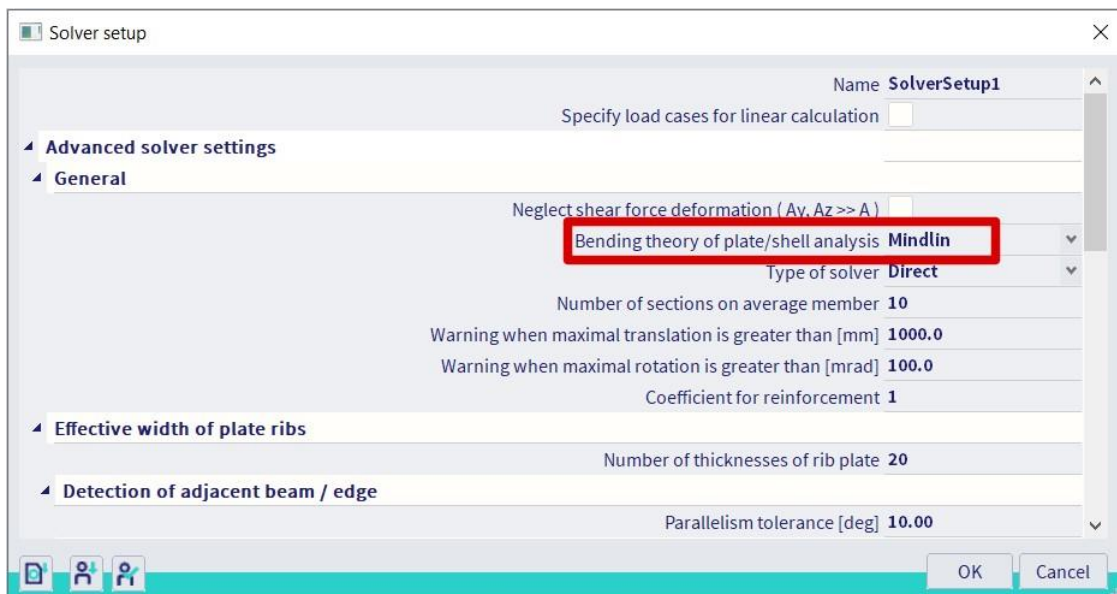 Solver setup
Name SolverSetup1
Specify load cases for linear calculation
Advanced solver settings
General
Neglect shear force deformation ( Ay, Az >> A )
Bending theory of plate/shell analysis Mindlin
Type of solver Direct
Number of sections on average member 10
Warning when maximal translation is greater than [mm] 1000.0
Warning when maximal rotation is greater than [mrad] 100.0
Coefficient for reinforcement 1
Effective width of plate ribs
Number of thicknesses of rib plate 20
Detection of adjacent beam / edge
Parallelism tolerance [deg] 10.00
OK Cancel